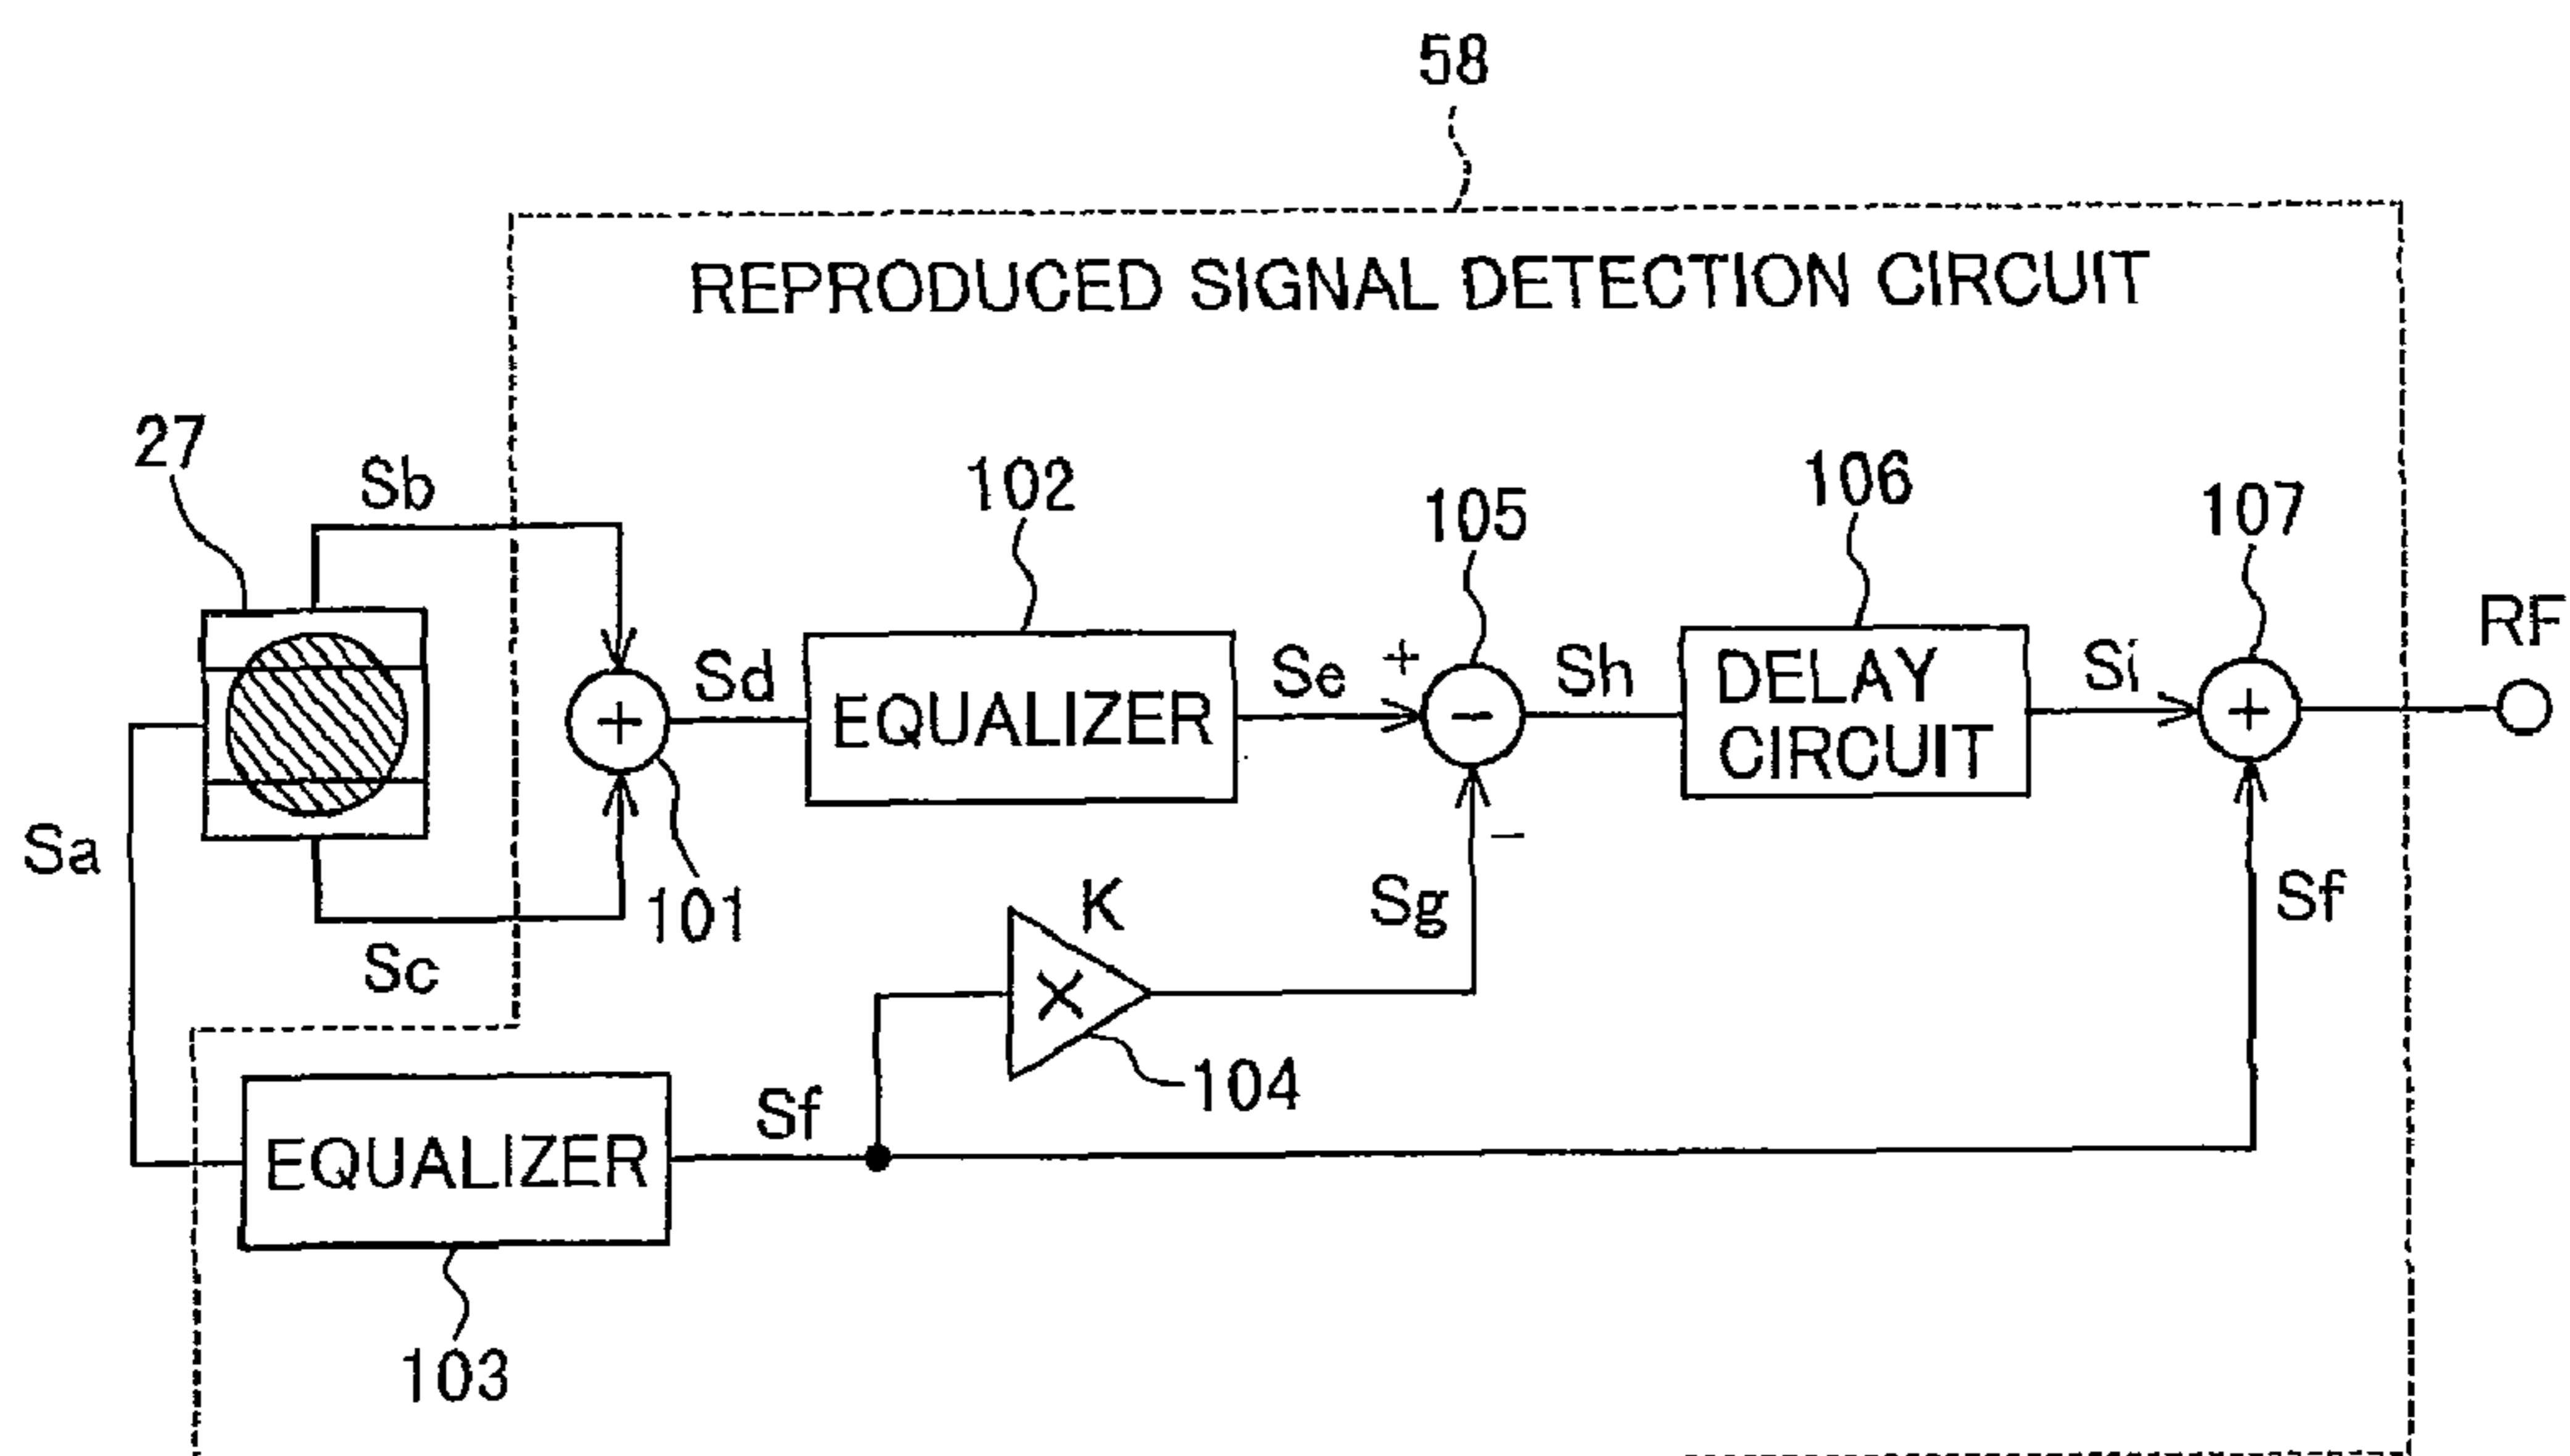 58
REPRODUCED SIGNAL DETECTION CIRCUIT
27
Sb
102
105
106
107
RF
Sd
EQUALIZER
Se
+
−
Sh
DELAY
CIRCUIT
Si
+
+
Sa
101
Sc
K
×
104
Sg
−
Sf
EQUALIZER
Sf
103